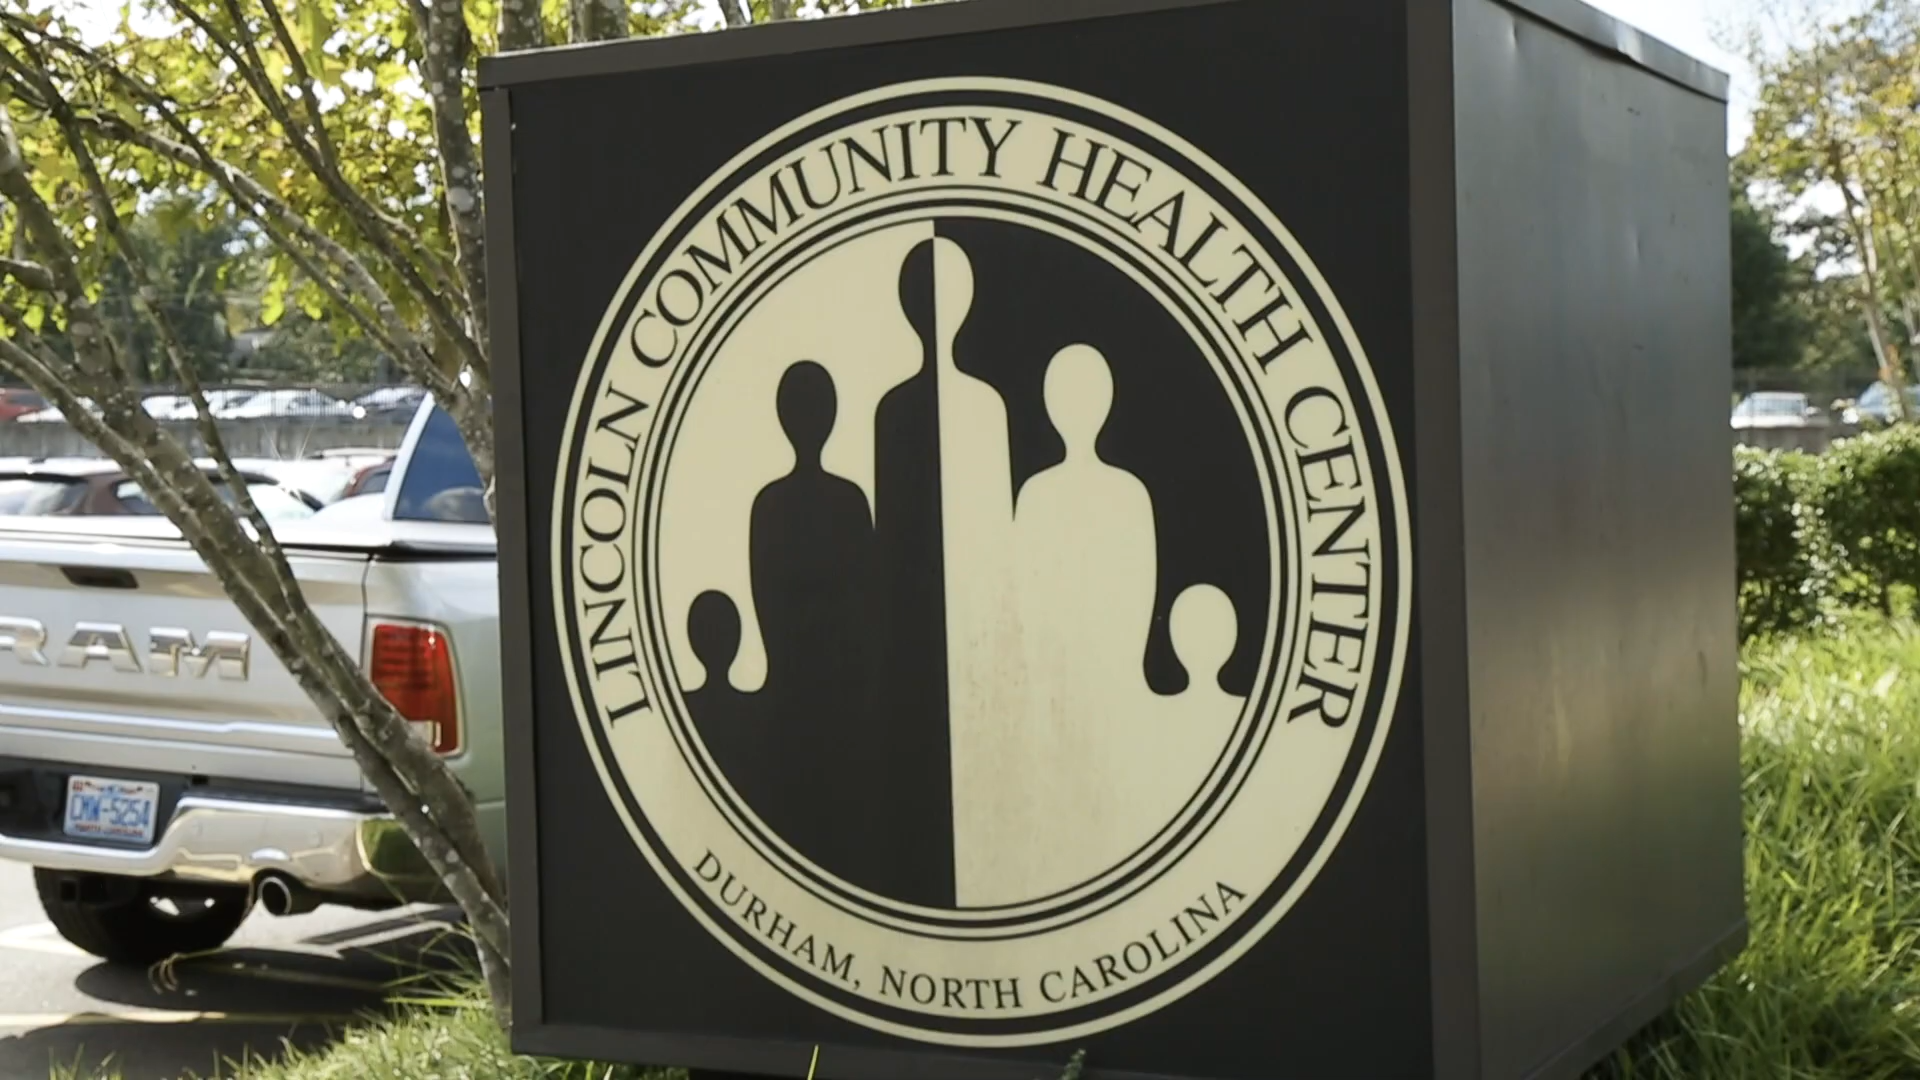 LINCOLN COMMUNITY HEALTH CENTER
DURHAM, NORTH CAROLINA
RAM
CMW-5254